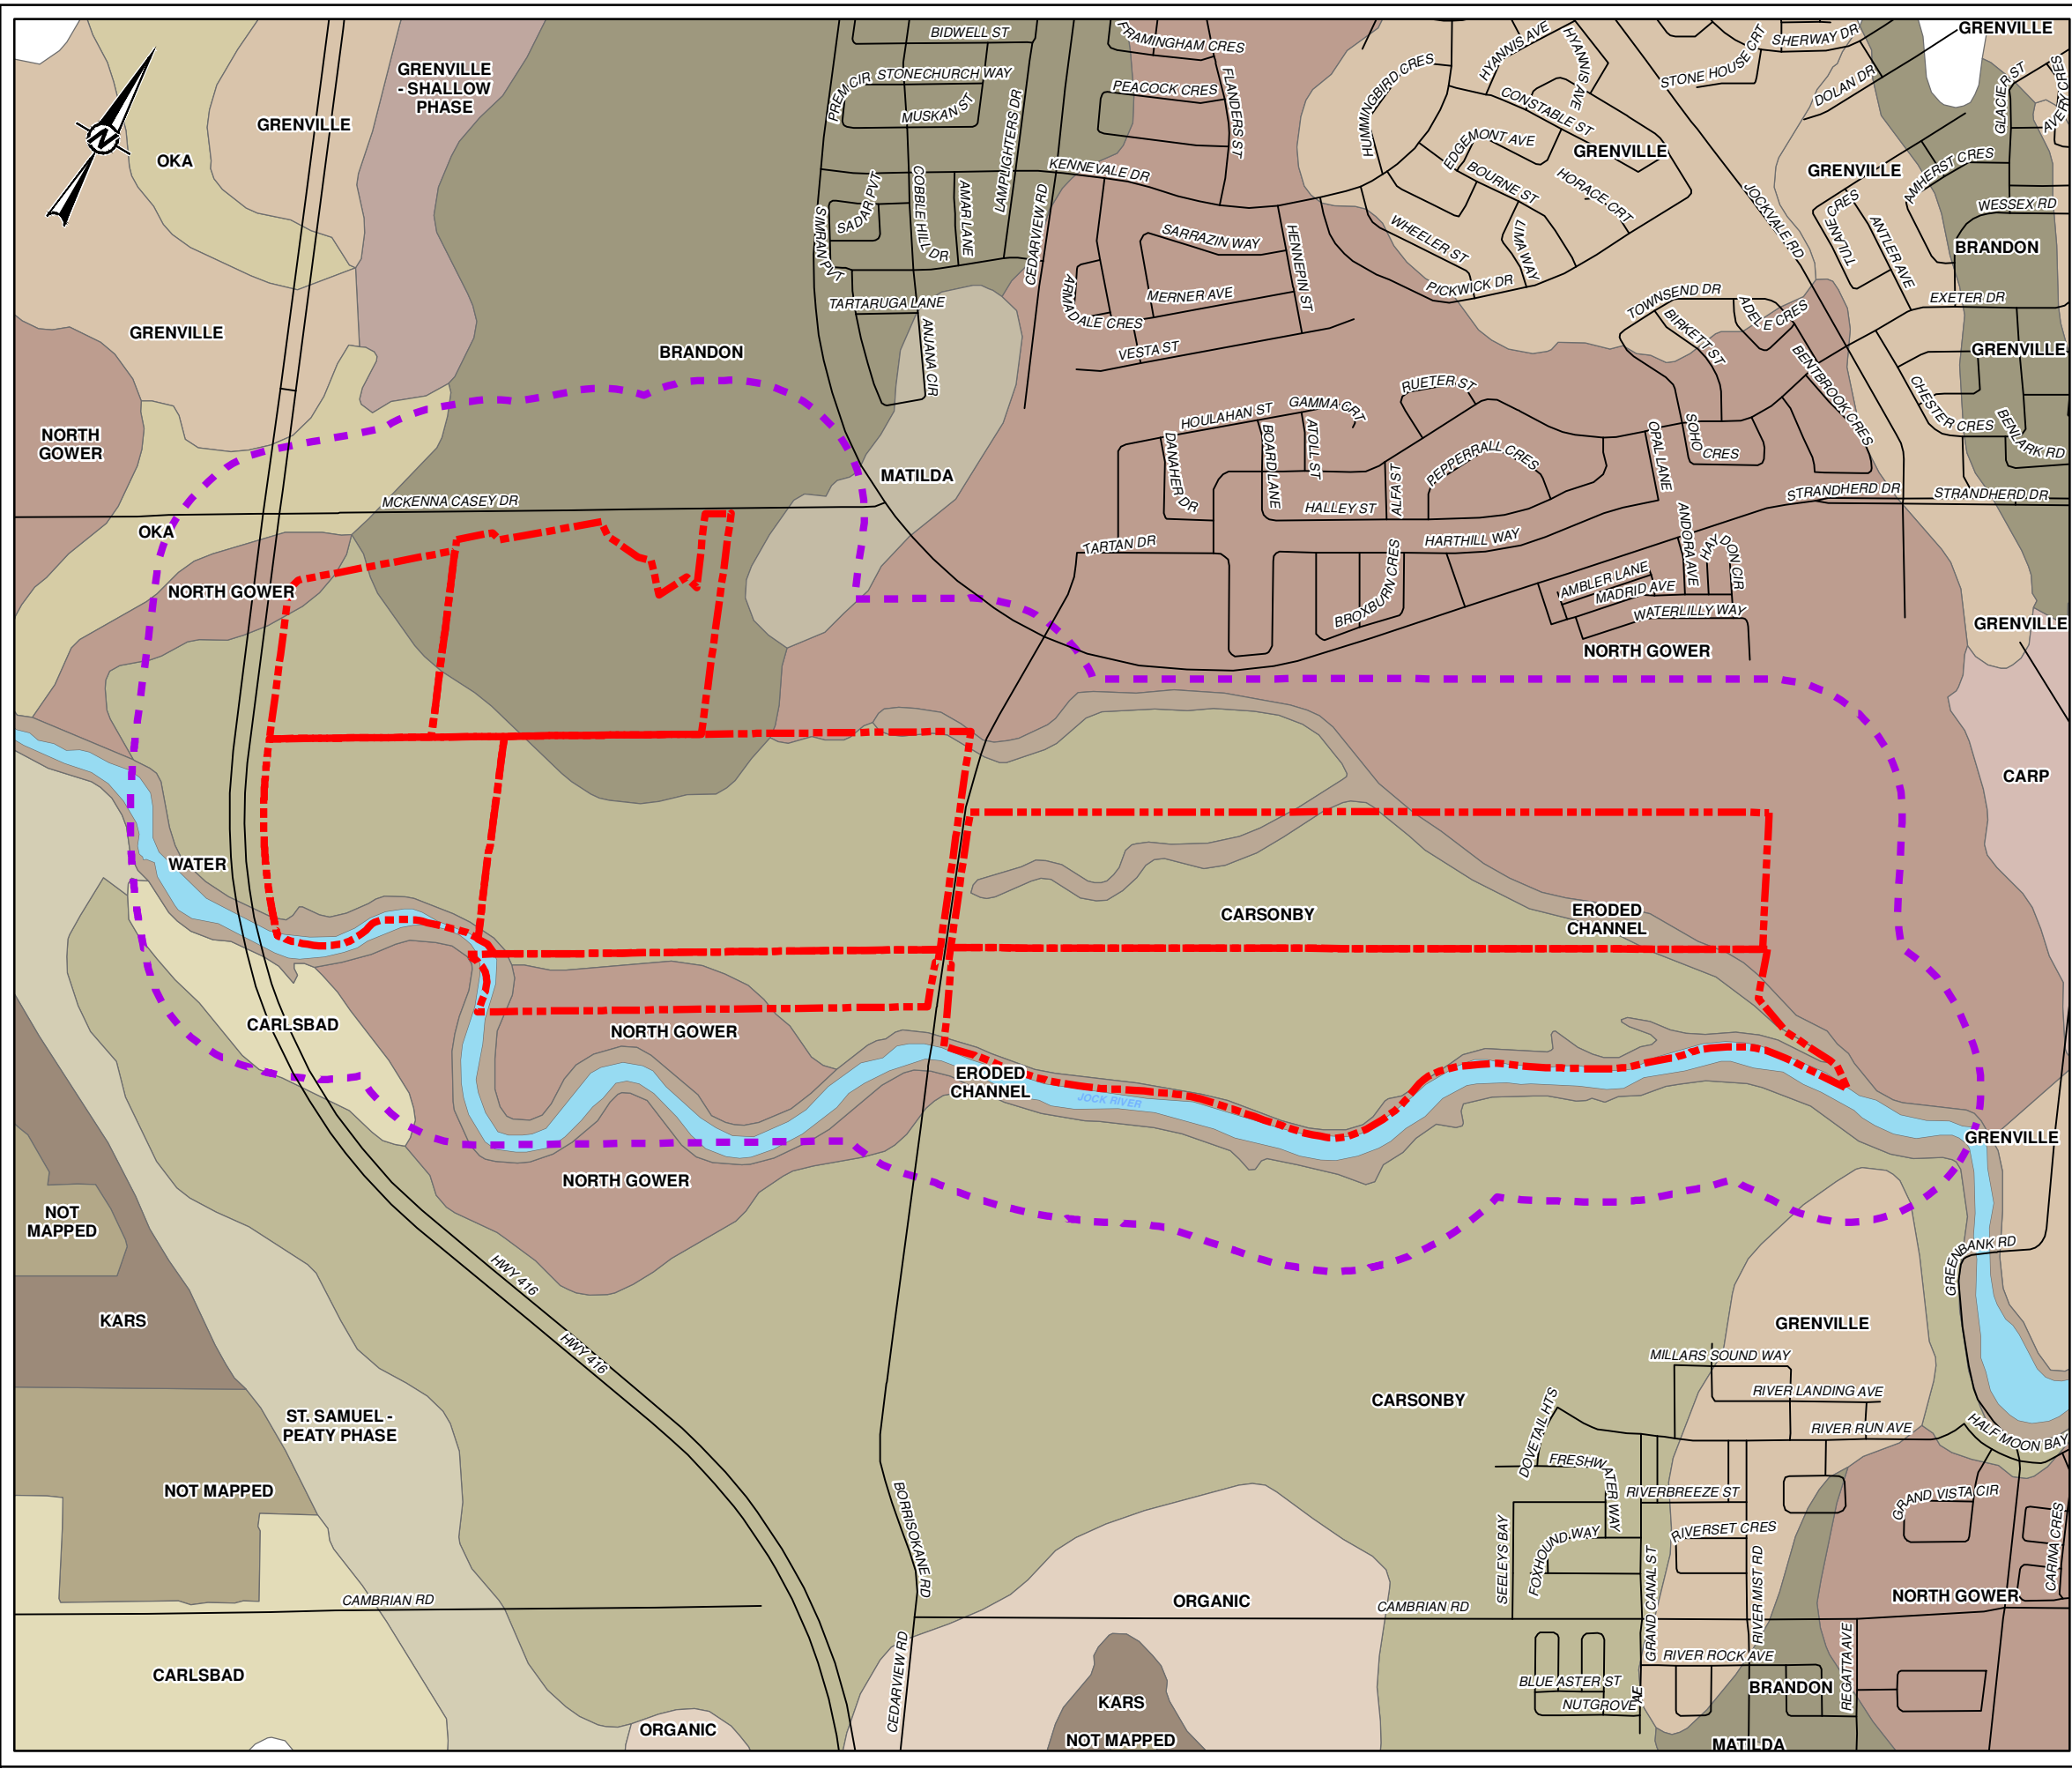 GRENVILLE
BIDWELL ST
FRAMINGHAM CRES
HYANNIS AVE
HYANNIS AVE
STONE HOUSE CRT
SHERWAY DR
GRENVILLE
- SHALLOW
PHASE
PREM CIR
STONECHURCH WAY
PEACOCK CRES
FLANDERS ST
HUMMINGBIRD CRES
CONSTABLE ST
DOLAN DR
GLACIER ST
AVERY CRES
GRENVILLE
MUSKAN ST
LAMPLIGHTERS DR
EDGEMONT AVE
GRENVILLE
N
OKA
KENNEVALE DR
BOURNE ST
HORACE CRT
GRENVILLE
AMHERST CRES
SIMRAN PVT
SADAR PVT
COBBLE HILL DR
AMAR LANE
CEDARVIEW RD
SARRAZIN WAY
HENNEPIN ST
WHEELER ST
LIMA WAY
JOCKVALE RD
TULANE CRES
ANTLER AVE
WESSEX RD
BRANDON
ARMADALE CRES
MERNER AVE
PICKWICK DR
TOWNSEND DR
ADELE CRES
EXETER DR
TARTARUGA LANE
ANJANA CIR
GRENVILLE
BRANDON
VESTA ST
BIRKETT ST
BENTBROOK CRES
GRENVILLE
RUETER ST
CHESTER CRES
BENLARK RD
NORTH
GOWER
HOULAHAN ST
GAMMA CRT
DANAHER DR
BOARD LANE
ATOLL ST
ALFA ST
PEPPERRALL CRES
OPAL LANE
SOHO CRES
MATILDA
MCKENNA CASEY DR
HALLEY ST
STRANDHERD DR
STRANDHERD DR
OKA
TARTAN DR
HARTHILL WAY
ANDORA AVE
HAYDON CIR
NORTH GOWER
BROXBURN CRES
AMBLER LANE
MADRID AVE
WATERLILLY WAY
GRENVILLE
NORTH GOWER
CARP
WATER
CARSONBY
ERODED
CHANNEL
CARLSBAD
NORTH GOWER
ERODED
CHANNEL
JOCK RIVER
GRENVILLE
NORTH GOWER
NOT
MAPPED
GREENBANK RD
HWY 416
KARS
GRENVILLE
HWY 416
MILLARS SOUND WAY
RIVER LANDING AVE
CARSONBY
DOVETAIL HTS
RIVER RUN AVE
HALF MOON BAY
ST. SAMUEL -
PEATY PHASE
FRESHWATER WAY
NOT MAPPED
BORRISOKANE RD
RIVERBREEZE ST
GRAND VISTA CIR
SEELEYS BAY
FOXHOUND WAY
RIVERSET CRES
CARINA CRES
GRAND CANAL ST
RIVER MIST RD
CAMBRIAN RD
ORGANIC
CAMBRIAN RD
NORTH GOWER
CEDARVIEW RD
RIVER ROCK AVE
REGATTA AVE
CARLSBAD
BLUE ASTER ST
BRANDON
KARS
NUTGROVE AE
ORGANIC
NOT MAPPED
MATILDA